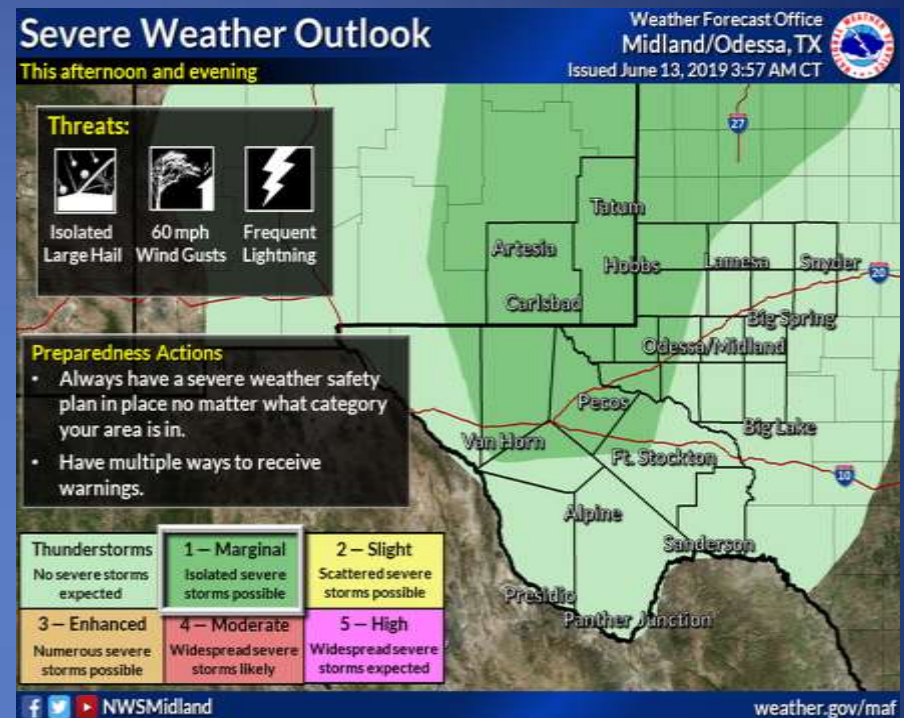 Severe Weather Outlook
This afternoon and evening
Weather Forecast Office
Midland/Odessa, TX
Issued June 13, 2019 3:57 AM CT
Threats:
Isolated
Large Hail
60 mph
Wind Gusts
Frequent
Lightning
27
Tatum
Artesia
Hobbs
Lamesa
Snyder
20
Carlsbad
Big Spring
Odessa/Midland
Preparedness Actions
• Always have a severe weather safety
plan in place no matter what category
your area is in.
• Have multiple ways to receive
warnings.
Pecos
Van Horn
Big Lake
Ft. Stockton
10
Alpine
Sanderson
Presidio
Panther Junction
Thunderstorms
No severe storms
expected
1 – Marginal
Isolated severe
storms possible
2 – Slight
Scattered severe
storms possible
3 – Enhanced
Numerous severe
storms possible
4 – Moderate
Widespread severe
storms likely
5 – High
Widespread severe
storms expected
NWSMidland
weather.gov/maf